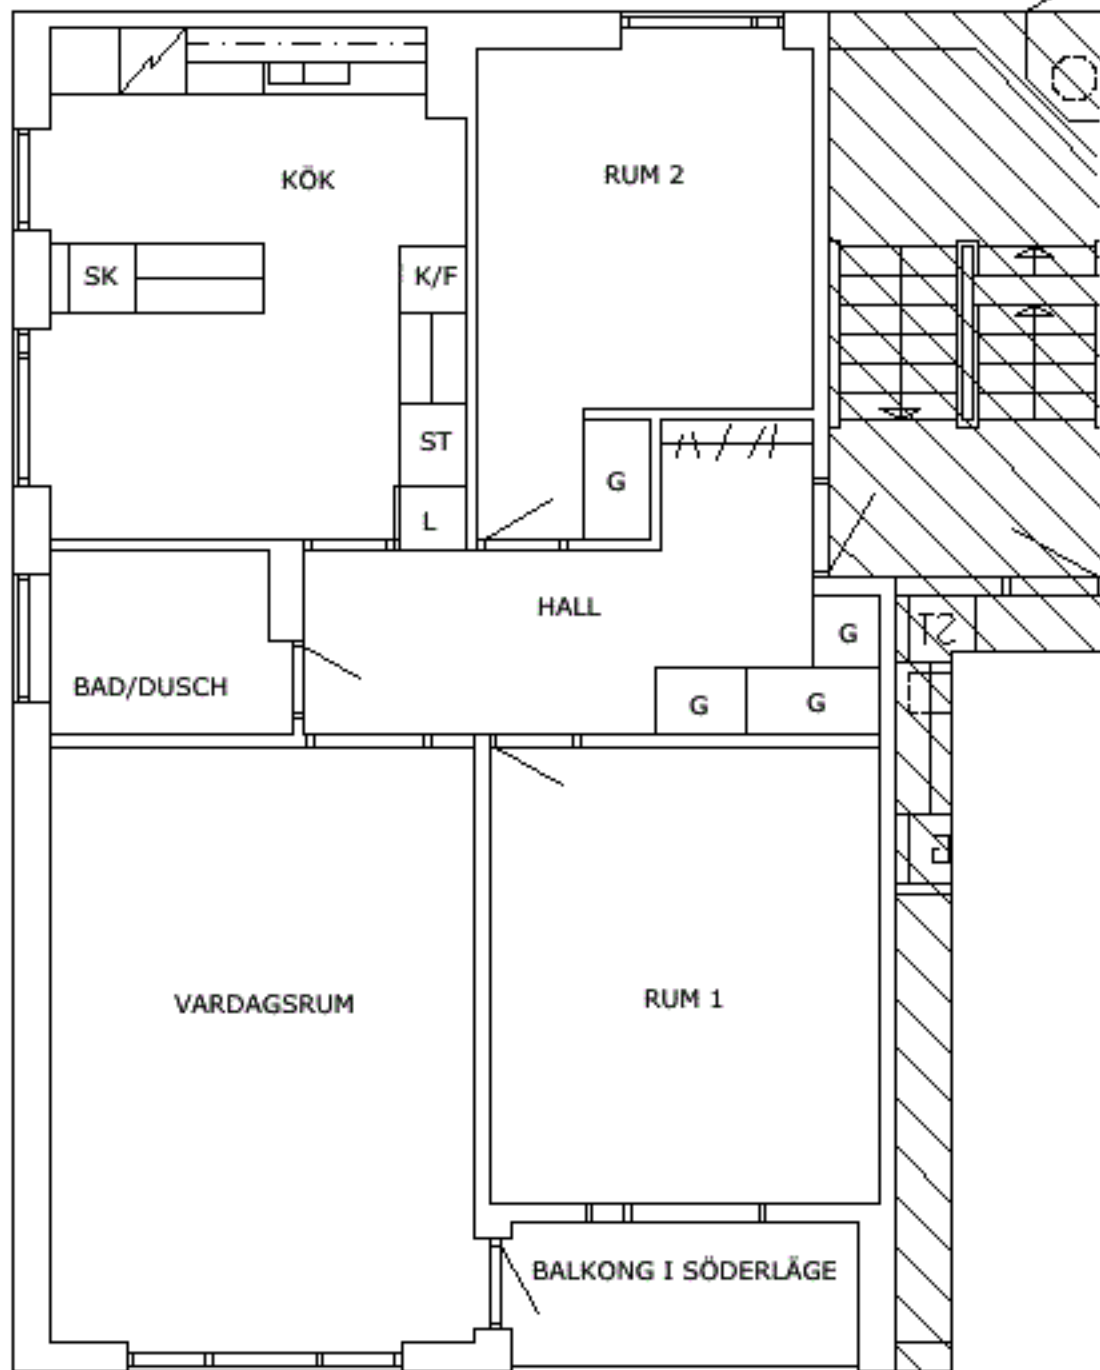 KÖK
RUM 2
SK
K/F
ST
G
L
HALL
G
BAD/DUSCH
G
G
VARDAGSRUM
RUM 1
BALKONG I SÖDERLÄGE